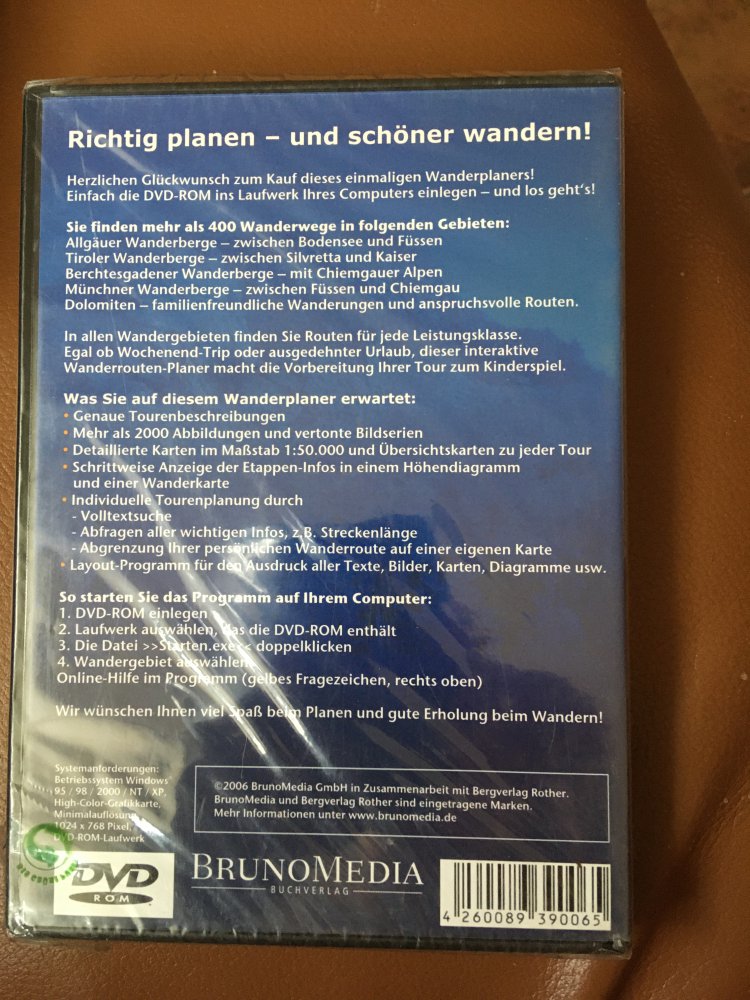 Richtig planen – und schöner wandern!
Herzlichen Glückwunsch zum Kauf dieses einmaligen Wanderplaners!
Einfach die DVD-ROM ins Laufwerk Ihres Computers einlegen – und los geht's!
Sie finden mehr als 400 Wanderwege in folgenden Gebieten:
Allgäuer Wanderberge – zwischen Bodensee und Füssen
Tiroler Wanderberge – zwischen Silvretta und Kaiser
Berchtesgadener Wanderberge – mit Chiemgauer Alpen
Münchner Wanderberge – zwischen Füssen und Chiemgau
Dolomiten – familienfreundliche Wanderungen und anspruchsvolle Routen.
In allen Wandergebieten finden Sie Routen für jede Leistungsklasse.
Egal ob Wochenend-Trip oder ausgedehnter Urlaub, dieser interaktive
Wanderrouten-Planer macht die Vorbereitung Ihrer Tour zum Kinderspiel.
Was Sie auf diesem Wanderplaner erwartet:
• Genaue Tourenbeschreibungen
• Mehr als 2000 Abbildungen und vertonte Bildserien
• Detaillierte Karten im Maßstab 1:50.000 und Übersichtskarten zu jeder Tour
• Schrittweise Anzeige der Etappen-Infos in einem Höhendiagramm
und einer Wanderkarte
• Individuelle Tourenplanung durch
- Volltextsuche
- Abfragen aller wichtigen Infos, z.B. Streckenlänge
- Abgrenzung Ihrer persönlichen Wanderroute auf einer eigenen Karte
• Layout-Programm für den Ausdruck aller Texte, Bilder, Karten, Diagramme usw.
So starten Sie das Programm auf Ihrem Computer:
1. DVD-ROM einlegen
2. Laufwerk auswählen, das die DVD-ROM enthält
3. Die Datei >>Starten.exe<< doppelklicken
4. Wandergebiet auswählen
Online-Hilfe im Programm (gelbes Fragezeichen, rechts oben)
Wir wünschen Ihnen viel Spaß beim Planen und gute Erholung beim Wandern!
Systemanforderungen:
Betriebssystem Windows
95 / 98 / 2000 / NT / XP,
High-Color-Grafikkarte,
Minimalauflösung
1024 x 768 Pixel,
DVD-ROM-Laufwerk
©2006 BrunoMedia GmbH in Zusammenarbeit mit Bergverlag Rother.
BrunoMedia und Bergverlag Rother sind eingetragene Marken.
Mehr Informationen unter www.brunomedia.de
DVD
ROM
BRUNOMEDIA
BUCHVERLAG
4 260089 390065